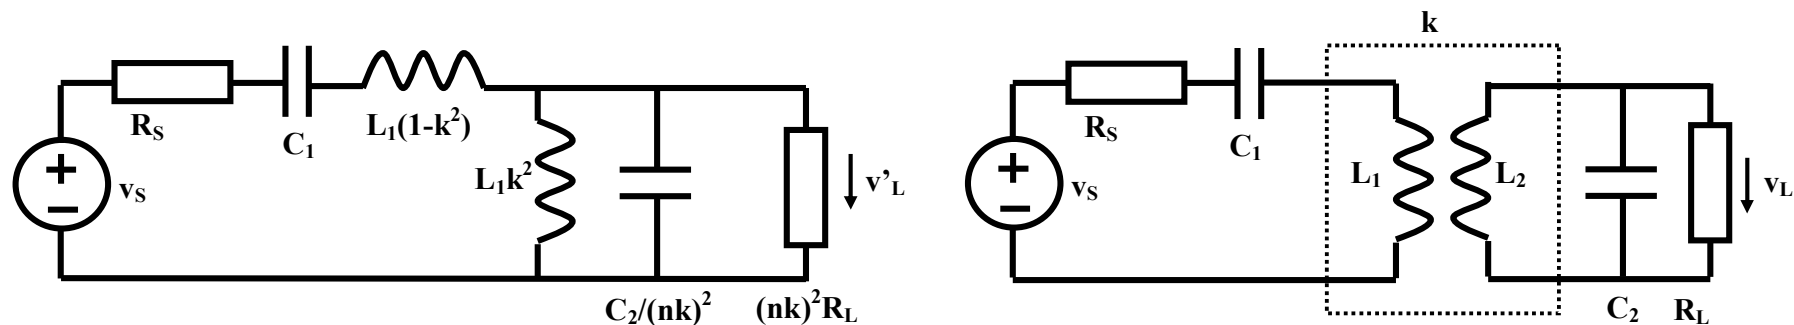 R_S
C_1
L_1(1-k^2)
v_S
L_1k^2
v'_L
C_2/(nk)^2
(nk)^2R_L
k
R_S
C_1
v_S
L_1
L_2
v_L
C_2
R_L